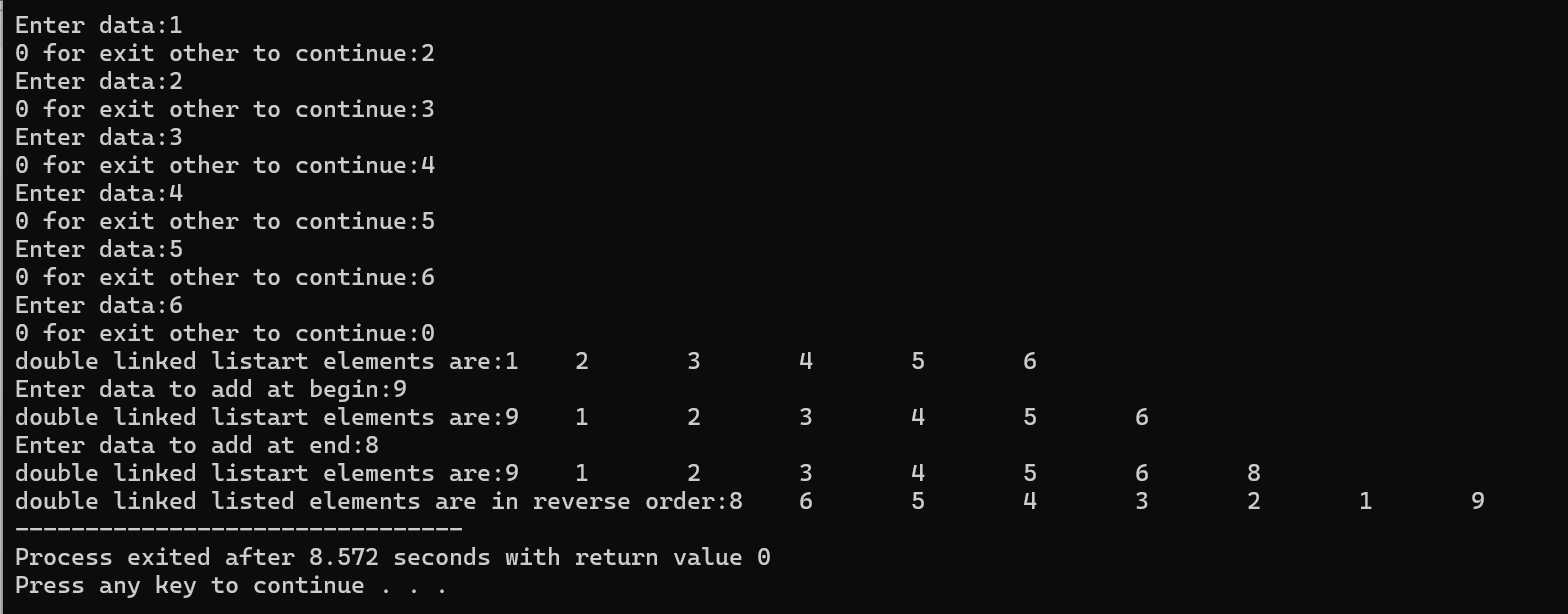 Enter data:1
0 for exit other to continue:2
Enter data:2
0 for exit other to continue:3
Enter data:3
0 for exit other to continue:4
Enter data:4
0 for exit other to continue:5
Enter data:5
0 for exit other to continue:6
Enter data:6
0 for exit other to continue:0
double linked listart elements are:1    2       3       4       5       6
Enter data to add at begin:9
double linked listart elements are:9    1       2       3       4       5       6
Enter data to add at end:8
double linked listart elements are:9    1       2       3       4       5       6       8
double linked listed elements are in reverse order:8    6       5       4       3       2       1       9
--------------------------------
Process exited after 8.572 seconds with return value 0
Press any key to continue . . .